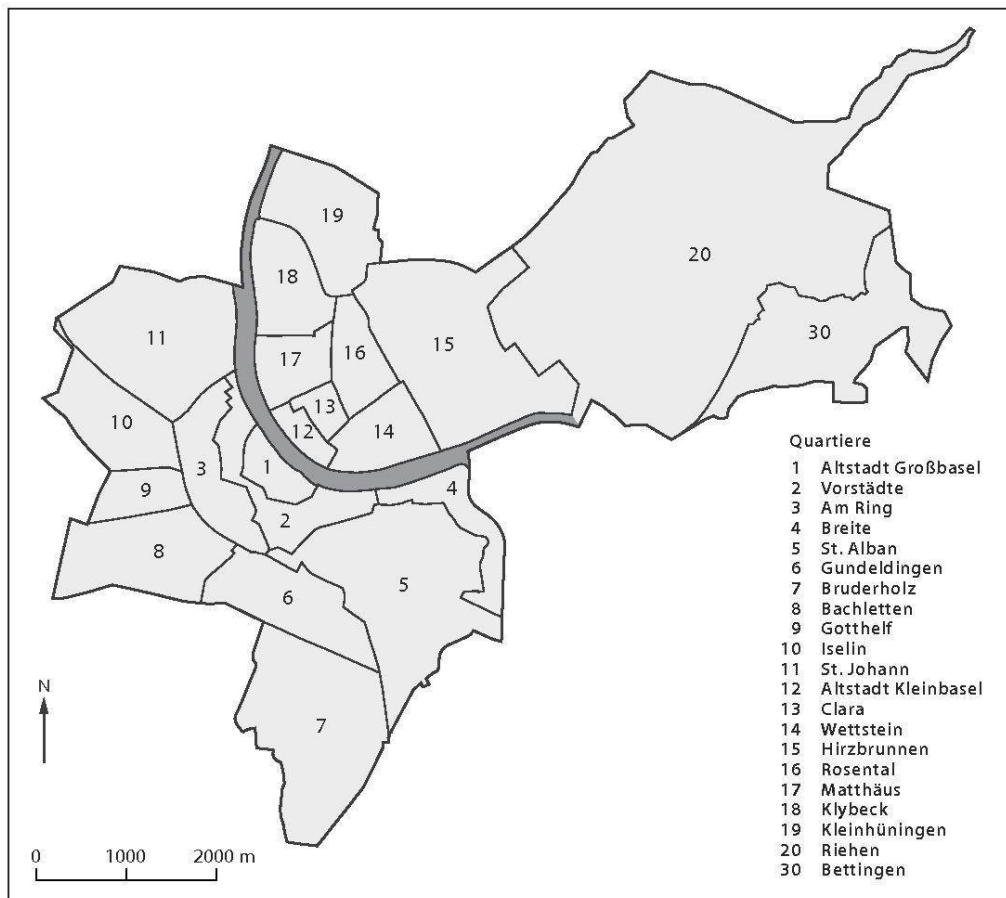 19
20
18
11
15
30
16
17
13
10
12
14
3
1
4
9
2
8
5
6
7
N
0 1000 2000 m
Quartiere
1 Altstadt Großbasel
2 Vorstädte
3 Am Ring
4 Breite
5 St. Alban
6 Gundeldingen
7 Bruderholz
8 Bachletten
9 Gotthelf
10 Iselin
11 St. Johann
12 Altstadt Kleinbasel
13 Clara
14 Wettstein
15 Hirzbrunnen
16 Rosental
17 Matthäus
18 Klybeck
19 Kleinhüningen
20 Riehen
30 Bettingen